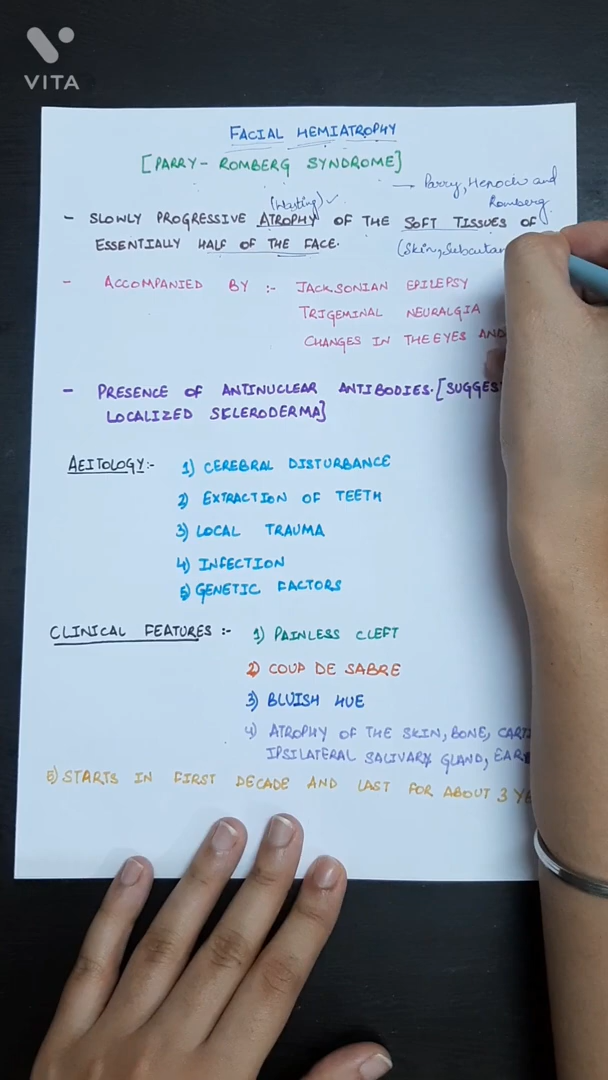 VITA
FACIAL HEMIATROPHY
[PARRY-ROMBERG SYNDROME]
→ Parry, Henoch and
Romberg.
(Wasting) ✓
- SLOWLY PROGRESSIVE ATROPHY OF THE SOFT TISSUES OF
ESSENTIALLY HALF OF THE FACE.
(Skin, Subcutan
- ACCOMPANIED BY :- JACKSONIAN EPILEPSY
TRIGEMINAL NEURALGIA
CHANGES IN THE EYES AND
- PRESENCE OF ANTINUCLEAR ANTIBODIES.[SUGGES
LOCALIZED SCLERODERMA]
AEITOLOGY:- 1) CEREBRAL DISTURBANCE
2) EXTRACTION OF TEETH
3) LOCAL TRAUMA
4) INFECTION
5) GENETIC FACTORS
CLINICAL FEATURES :- 1) PAINLESS CLEFT
2) COUP DE SABRE
3) BLUISH HUE
4) ATROPHY OF THE SKIN, BONE, CART
IPSILATERAL SALIVARY GLAND, EAR
5) STARTS IN FIRST DECADE AND LAST FOR ABOUT 3 YE